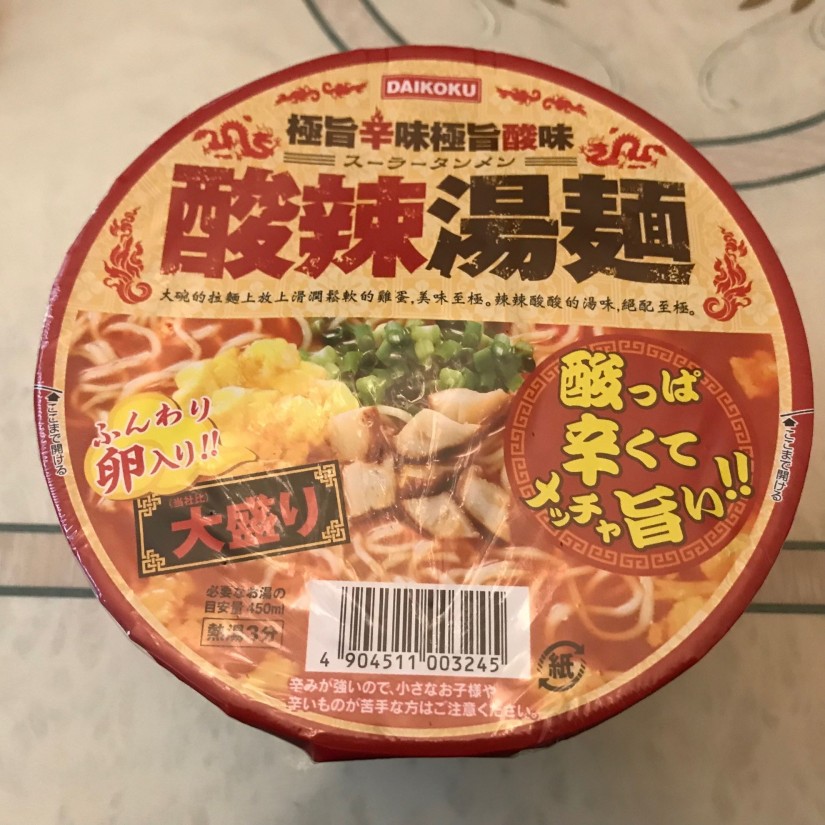 DAIKOKU
極旨辛味極旨酸味
スーラータンメン
酸辣湯麺
大碗的拉麵上放上滑潤鬆軟的雞蛋,美味至極。辣辣酸酸的湯味,絕配至極。
ふんわり
卵入り!!
(当社比)
大盛り
酸っぱ
辛くて
メッチャ旨い!!
ここまで開ける
ここまで開ける
必要なお湯の
目安量 450ml
熱湯3分
4 904511 003245
紙
辛みが強いので、小さなお子様や
辛いものが苦手な方はご注意ください。